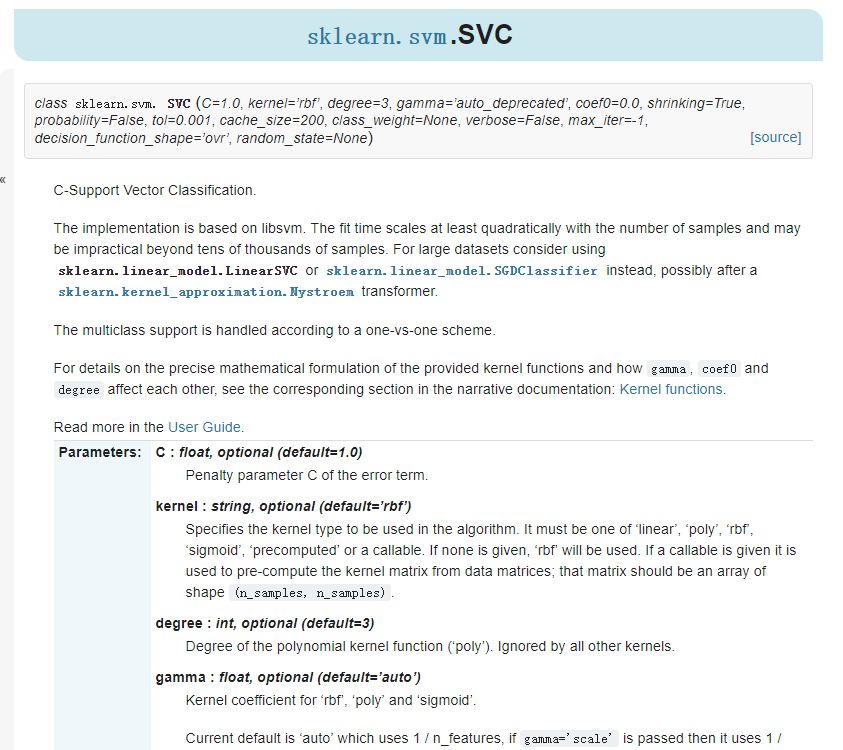 sklearn.svm.SVC
class sklearn.svm. SVC (C=1.0, kernel=’rbf’, degree=3, gamma=’auto_deprecated’, coef0=0.0, shrinking=True,
probability=False, tol=0.001, cache_size=200, class_weight=None, verbose=False, max_iter=-1,
decision_function_shape=’ovr’, random_state=None)
[source]
«
C-Support Vector Classification.
The implementation is based on libsvm. The fit time scales at least quadratically with the number of samples and may
be impractical beyond tens of thousands of samples. For large datasets consider using
sklearn.linear_model.LinearSVC or sklearn.linear_model.SGDClassifier instead, possibly after a
sklearn.kernel_approximation.Nystroem transformer.
The multiclass support is handled according to a one-vs-one scheme.
For details on the precise mathematical formulation of the provided kernel functions and how gamma, coef0 and
degree affect each other, see the corresponding section in the narrative documentation: Kernel functions.
Read more in the User Guide.
Parameters: C : float, optional (default=1.0)
Penalty parameter C of the error term.
kernel : string, optional (default=’rbf’)
Specifies the kernel type to be used in the algorithm. It must be one of ‘linear’, ‘poly’, ‘rbf’,
‘sigmoid’, ‘precomputed’ or a callable. If none is given, ‘rbf’ will be used. If a callable is given it is
used to pre-compute the kernel matrix from data matrices; that matrix should be an array of
shape (n_samples, n_samples).
degree : int, optional (default=3)
Degree of the polynomial kernel function (‘poly’). Ignored by all other kernels.
gamma : float, optional (default=’auto’)
Kernel coefficient for ‘rbf’, ‘poly’ and ‘sigmoid’.
Current default is ‘auto’ which uses 1 / n_features, if gamma='scale' is passed then it uses 1 /